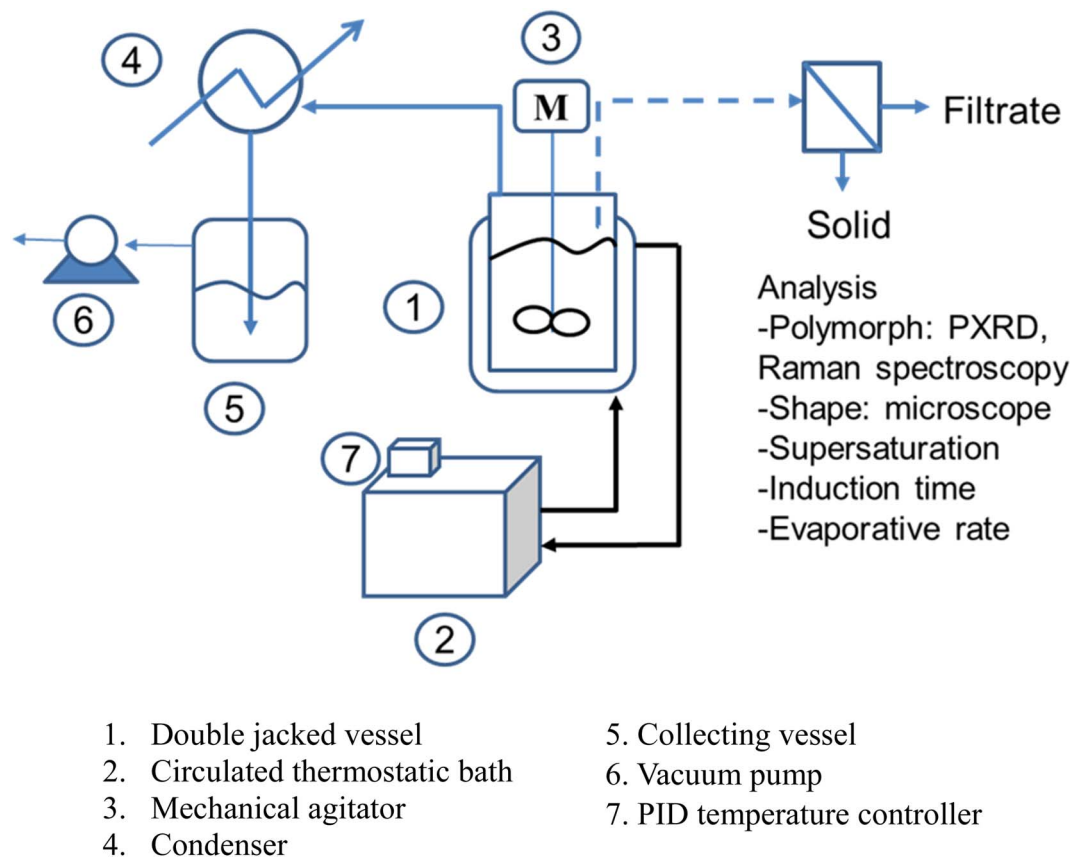 4
3
M
Filtrate
Solid
6
1
5
Analysis
-Polymorph: PXRD,
Raman spectroscopy
-Shape: microscope
-Supersaturation
-Induction time
-Evaporative rate
7
2
1. Double jacked vessel
2. Circulated thermostatic bath
3. Mechanical agitator
4. Condenser
5. Collecting vessel
6. Vacuum pump
7. PID temperature controller